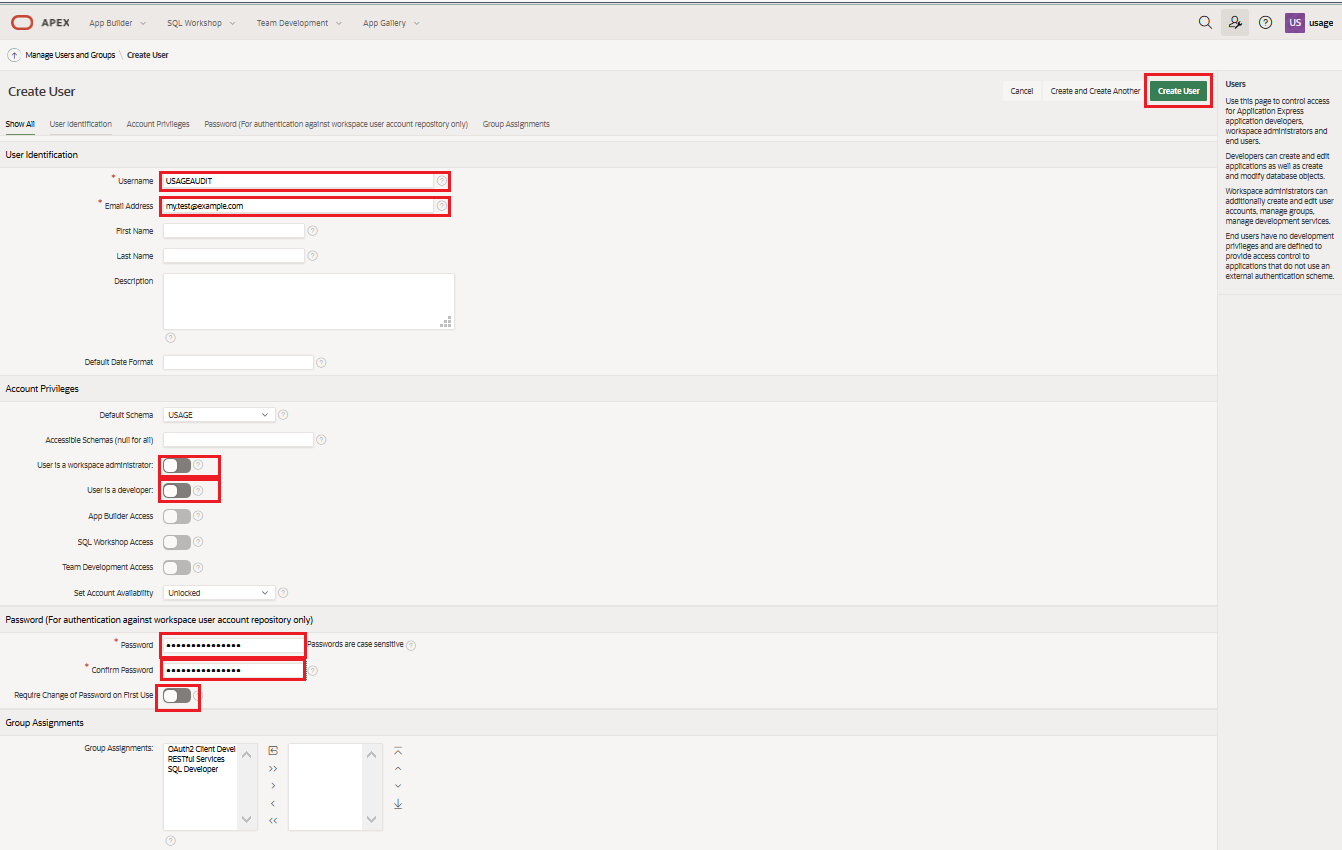 APEX App Builder SQL Workshop Team Development App Gallery US usage
Manage Users and Groups \ Create User
Create User Cancel Create and Create Another Create User
Show All User Identification Account Privileges Password (For authentication against workspace user account repository only) Group Assignments
User Identification
* Username USAGEAUDIT
* Email Address my.test@example.com
First Name
Last Name
Description
Default Date Format
Account Privileges
Default Schema USAGE
Accessible Schemas (null for all)
User is a workspace administrator:
User is a developer:
App Builder Access
SQL Workshop Access
Team Development Access
Set Account Availability Unlocked
Password (For authentication against workspace user account repository only)
* Password ••••••••••••••• Passwords are case sensitive
* Confirm Password •••••••••••••••
Require Change of Password on First Use
Group Assignments
Group Assignments: OAuth2 Client Devel
RESTful Services
SQL Developer
Users
Use this page to control access
for Application Express
application developers,
workspace administrators and
end users.
Developers can create and edit
applications as well as create
and modify database objects.
Workspace administrators can
additionally create and edit user
accounts, manage groups,
manage development services.
End users have no development
privileges and are defined to
provide access control to
applications that do not use an
external authentication scheme.